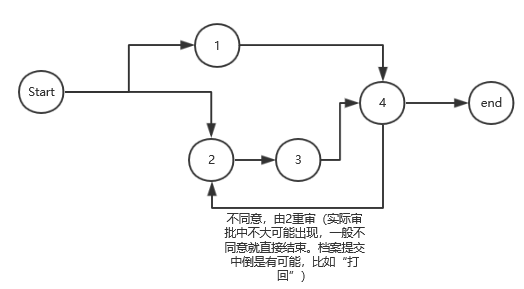 1
Start
4
end
2
3
不同意，由2重审（实际审
批中不大可能出现，一般不
同意就直接结束。档案提交
中倒是有可能，比如“打
回”）